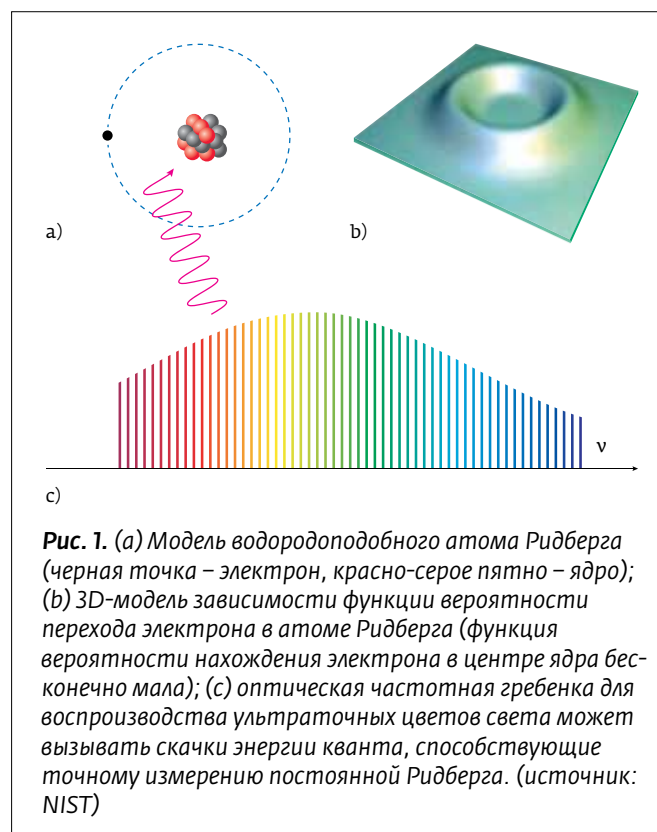 a)
b)
ν
c)
Рис. 1. (a) Модель водородоподобного атома Ридберга
(черная точка – электрон, красно-серое пятно – ядро);
(b) 3D-модель зависимости функции вероятности
перехода электрона в атоме Ридберга (функция
вероятности нахождения электрона в центре ядра бес-
конечно мала); (c) оптическая частотная гребенка для
воспроизводства ультраточных цветов света может
вызывать скачки энергии кванта, способствующие
точному измерению постоянной Ридберга. (источник:
NIST)